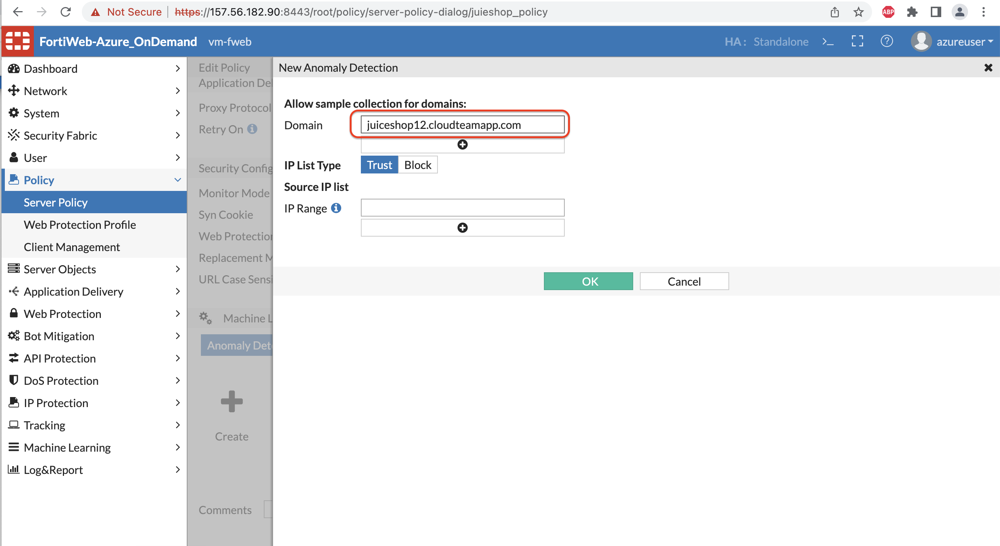 Not Secure https://157.56.182.90:8443/root/policy/server-policy-dialog/juieshop_policy
ABP
FortiWeb-Azure_OnDemand vm-fweb
HA: Standalone >_ azureuser
Dashboard
Network
System
Security Fabric
User
Policy
Server Policy
Web Protection Profile
Client Management
Server Objects
Application Delivery
Web Protection
Bot Mitigation
API Protection
DoS Protection
IP Protection
Tracking
Machine Learning
Log&Report
Edit Policy
Application Del
Proxy Protocol
Retry On
Security Config
Monitor Mode
Syn Cookie
Web Protection
Replacement M
URL Case Sensi
Machine L
Anomaly Dete
Create
Comments
New Anomaly Detection
Allow sample collection for domains:
Domain juiceshop12.cloudteamapp.com
IP List Type Trust Block
Source IP list
IP Range
OK Cancel